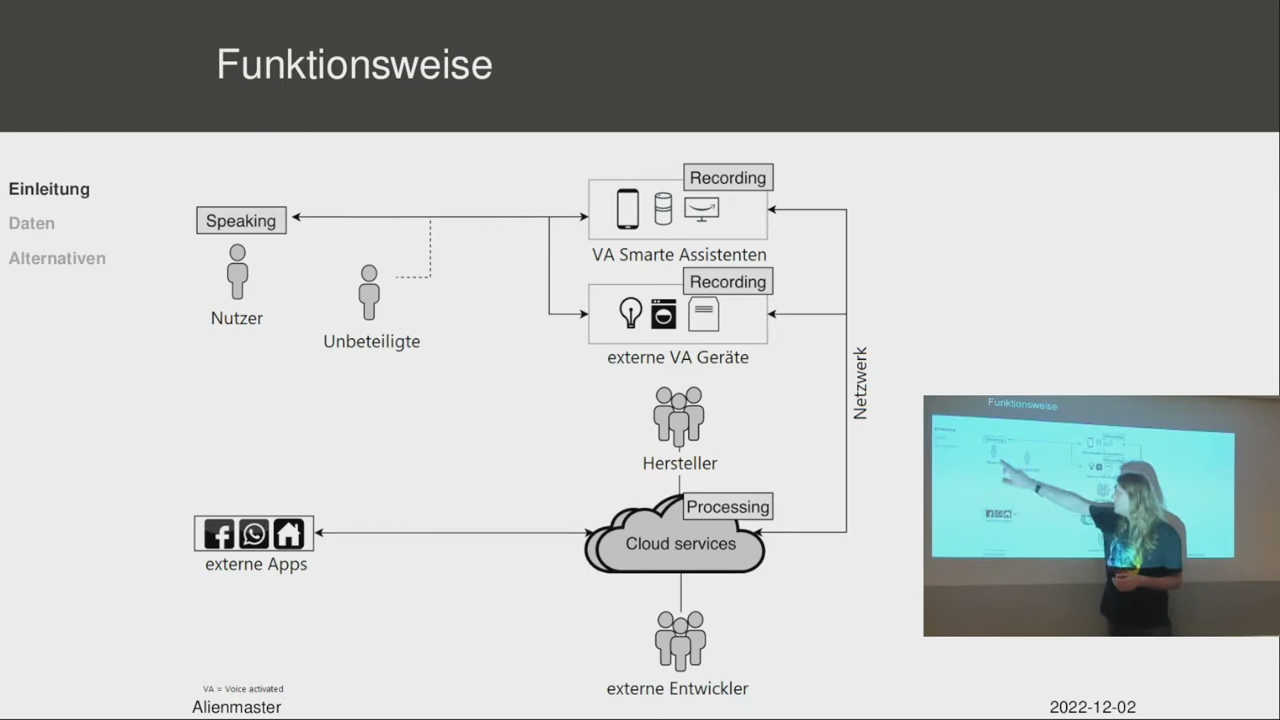 Funktionsweise
Einleitung
Daten
Alternativen
Speaking
Nutzer
Unbeteiligte
Recording
VA Smarte Assistenten
Recording
externe VA Geräte
Netzwerk
Hersteller
Processing
Cloud services
externe Apps
externe Entwickler
VA = Voice activated
Alienmaster
2022-12-02
Funktionsweise